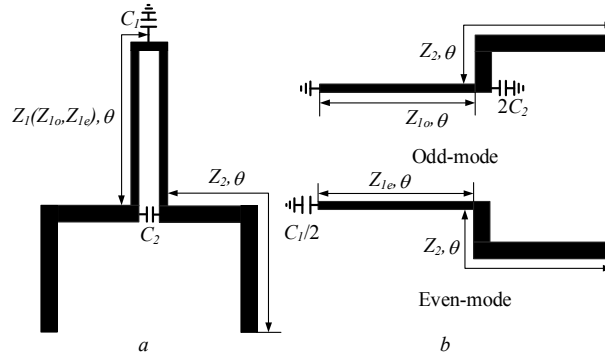 C₁
Z₁(Z₁ₒ,Z₁ₑ),θ
Z₂,θ
C₂
a
Z₂,θ
Z₁ₒ,θ
2C₂
Odd-mode
Z₁ₑ,θ
C₁/2
Z₂,θ
Even-mode
b